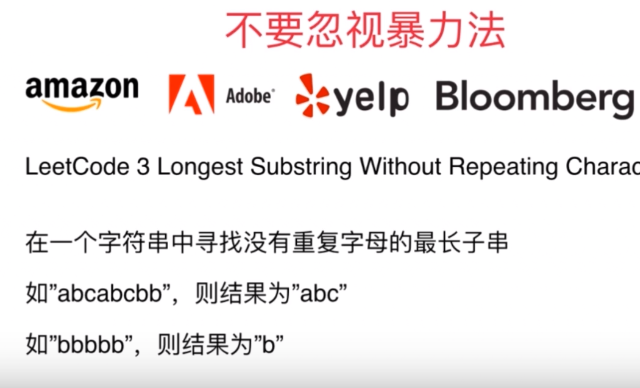 不要忽视暴力法
amazon Adobe yelp Bloomberg
LeetCode 3 Longest Substring Without Repeating Charac
在一个字符串中寻找没有重复字母的最长子串
如”abcabcbb”，则结果为”abc”
如”bbbbb”，则结果为”b”